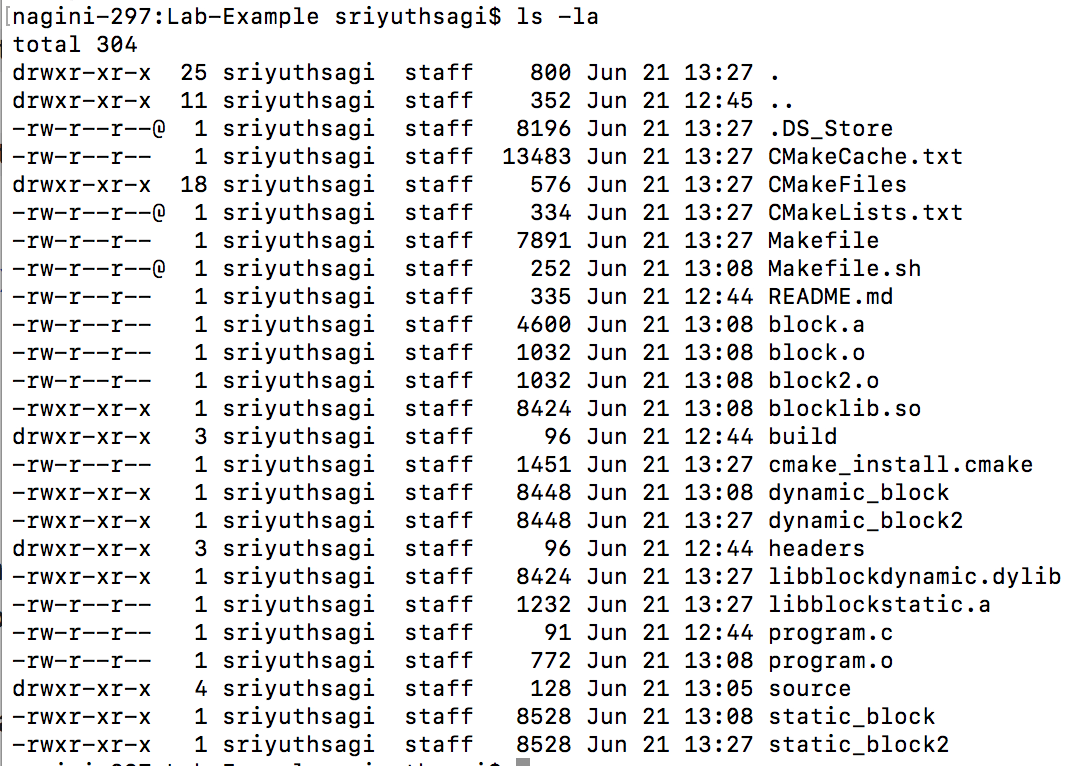 [nagini-297:Lab-Example sriyuthsagi$ ls -la
total 304
drwxr-xr-x  25 sriyuthsagi  staff    800 Jun 21 13:27 .
drwxr-xr-x  11 sriyuthsagi  staff    352 Jun 21 12:45 ..
-rw-r--r--@  1 sriyuthsagi  staff   8196 Jun 21 13:27 .DS_Store
-rw-r--r--   1 sriyuthsagi  staff  13483 Jun 21 13:27 CMakeCache.txt
drwxr-xr-x  18 sriyuthsagi  staff    576 Jun 21 13:27 CMakeFiles
-rw-r--r--@  1 sriyuthsagi  staff    334 Jun 21 13:27 CMakeLists.txt
-rw-r--r--   1 sriyuthsagi  staff   7891 Jun 21 13:27 Makefile
-rw-r--r--@  1 sriyuthsagi  staff    252 Jun 21 13:08 Makefile.sh
-rw-r--r--   1 sriyuthsagi  staff    335 Jun 21 12:44 README.md
-rw-r--r--   1 sriyuthsagi  staff   4600 Jun 21 13:08 block.a
-rw-r--r--   1 sriyuthsagi  staff   1032 Jun 21 13:08 block.o
-rw-r--r--   1 sriyuthsagi  staff   1032 Jun 21 13:08 block2.o
-rwxr-xr-x   1 sriyuthsagi  staff   8424 Jun 21 13:08 blocklib.so
drwxr-xr-x   3 sriyuthsagi  staff     96 Jun 21 12:44 build
-rw-r--r--   1 sriyuthsagi  staff   1451 Jun 21 13:27 cmake_install.cmake
-rwxr-xr-x   1 sriyuthsagi  staff   8448 Jun 21 13:08 dynamic_block
-rwxr-xr-x   1 sriyuthsagi  staff   8448 Jun 21 13:27 dynamic_block2
drwxr-xr-x   3 sriyuthsagi  staff     96 Jun 21 12:44 headers
-rwxr-xr-x   1 sriyuthsagi  staff   8424 Jun 21 13:27 libblockdynamic.dylib
-rw-r--r--   1 sriyuthsagi  staff   1232 Jun 21 13:27 libblockstatic.a
-rw-r--r--   1 sriyuthsagi  staff     91 Jun 21 12:44 program.c
-rw-r--r--   1 sriyuthsagi  staff    772 Jun 21 13:08 program.o
drwxr-xr-x   4 sriyuthsagi  staff    128 Jun 21 13:05 source
-rwxr-xr-x   1 sriyuthsagi  staff   8528 Jun 21 13:08 static_block
-rwxr-xr-x   1 sriyuthsagi  staff   8528 Jun 21 13:27 static_block2